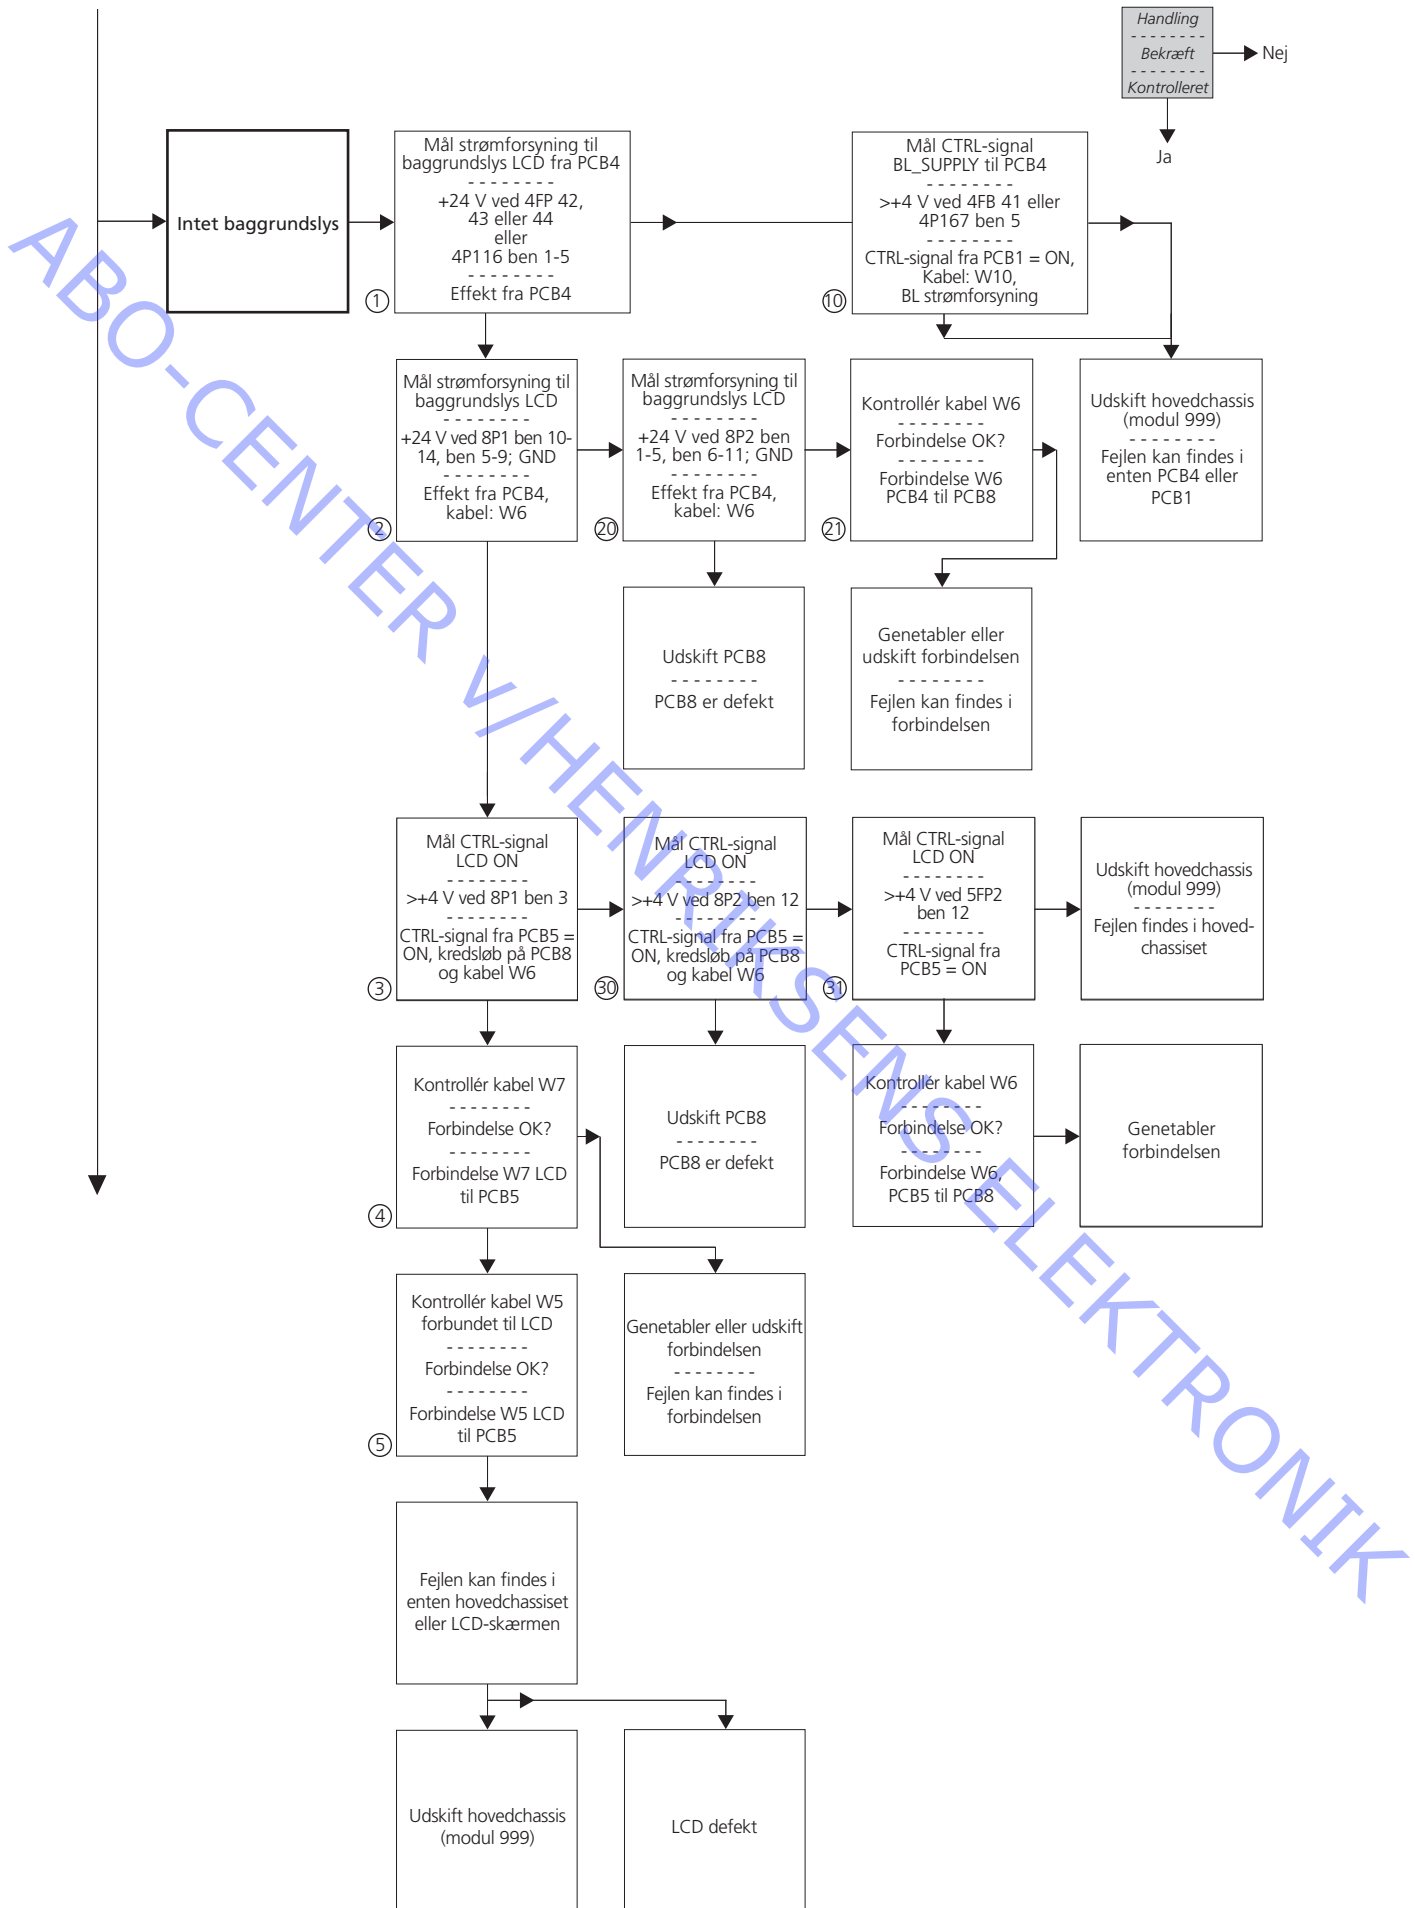 Handling
- - - - - - - -
Bekræft
- - - - - - - -
Kontrolleret
Nej
Ja
Intet baggrundslys
Mål strømforsyning til
baggrundslys LCD fra PCB4
- - - - - - - -
+24 V ved 4FP 42,
43 eller 44
eller
4P116 ben 1-5
- - - - - - - -
Effekt fra PCB4
1
Mål CTRL-signal
BL_SUPPLY til PCB4
- - - - - - - -
>+4 V ved 4FB 41 eller
4P167 ben 5
- - - - - - - -
CTRL-signal fra PCB1 = ON,
Kabel: W10,
BL strømforsyning
10
Mål strømforsyning til
baggrundslys LCD
- - - - - - - -
+24 V ved 8P1 ben 10-
14, ben 5-9; GND
- - - - - - - -
Effekt fra PCB4,
kabel: W6
2
Mål strømforsyning til
baggrundslys LCD
- - - - - - - -
+24 V ved 8P2 ben
1-5, ben 6-11; GND
- - - - - - - -
Effekt fra PCB4,
kabel: W6
20
Kontrollér kabel W6
- - - - - - - -
Forbindelse OK?
- - - - - - - -
Forbindelse W6
PCB4 til PCB8
21
Udskift hovedchassis
(modul 999)
- - - - - - - -
Fejlen kan findes i
enten PCB4 eller
PCB1
Udskift PCB8
- - - - - - - -
PCB8 er defekt
Genetabler eller
udskift forbindelsen
- - - - - - - -
Fejlen kan findes i
forbindelsen
Mål CTRL-signal
LCD ON
- - - - - - - -
>+4 V ved 8P1 ben 3
- - - - - - - -
CTRL-signal fra PCB5 =
ON, kredsløb på PCB8
og kabel W6
3
Mål CTRL-signal
LCD ON
- - - - - - - -
>+4 V ved 8P2 ben 12
- - - - - - - -
CTRL-signal fra PCB5 =
ON, kredsløb på PCB8
og kabel W6
30
Mål CTRL-signal
LCD ON
- - - - - - - -
>+4 V ved 5FP2
ben 12
- - - - - - - -
CTRL-signal fra
PCB5 = ON
31
Udskift hovedchassis
(modul 999)
- - - - - - - -
Fejlen findes i hoved-
chassiset
Kontrollér kabel W7
- - - - - - - -
Forbindelse OK?
- - - - - - - -
Forbindelse W7 LCD
til PCB5
4
Udskift PCB8
- - - - - - - -
PCB8 er defekt
Kontrollér kabel W6
- - - - - - - -
Forbindelse OK?
- - - - - - - -
Forbindelse W6,
PCB5 til PCB8
Genetabler
forbindelsen
Kontrollér kabel W5
forbundet til LCD
- - - - - - - -
Forbindelse OK?
- - - - - - - -
Forbindelse W5 LCD
til PCB5
5
Genetabler eller udskift
forbindelsen
- - - - - - - -
Fejlen kan findes i
forbindelsen
Fejlen kan findes i
enten hovedchassiset
eller LCD-skærmen
Udskift hovedchassis
(modul 999)
LCD defekt
ABO-CENTER v/HENRIKSENS ELEKTRONIK